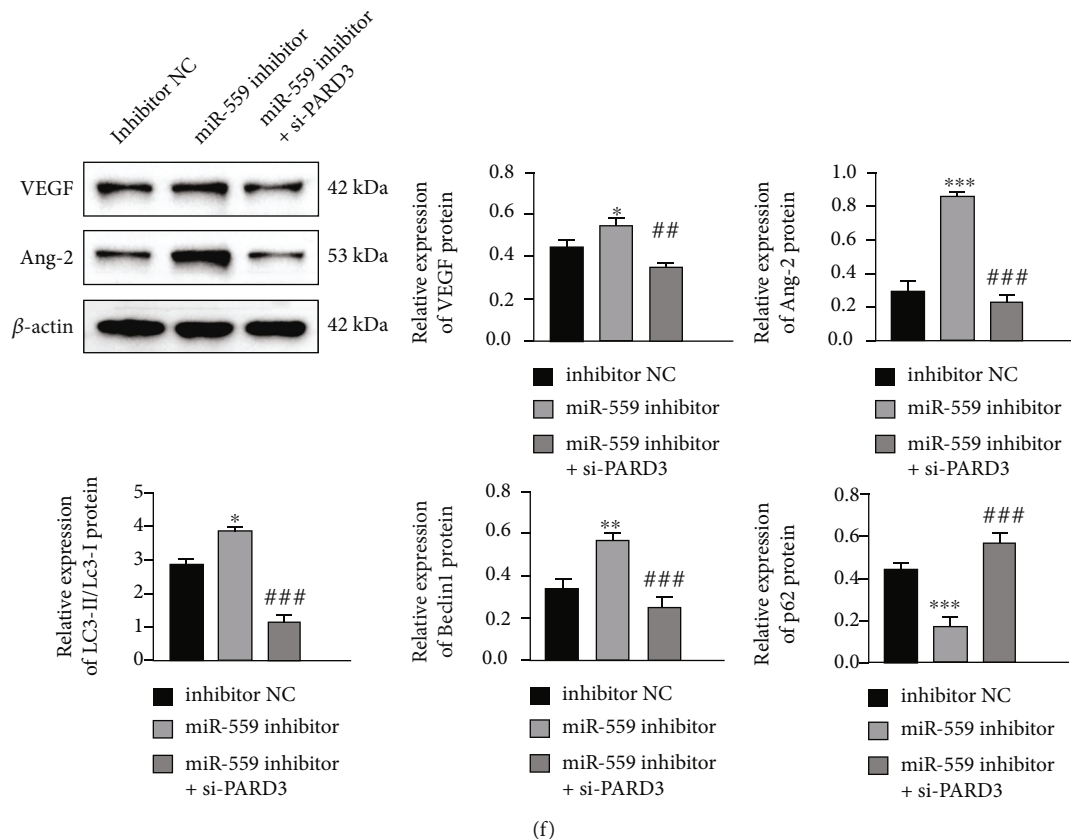 Inhibitor NC
miR-559 inhibitor
miR-559 inhibitor
+ si-PARD3
VEGF
42 kDa
Ang-2
53 kDa
β-actin
42 kDa
Relative expression
of VEGF protein
0.8
0.6
0.4
0.2
0.0
*
##
inhibitor NC
miR-559 inhibitor
miR-559 inhibitor
+ si-PARD3
Relative expression
of Ang-2 protein
1.0
0.8
0.6
0.4
0.2
0.0
***
###
inhibitor NC
miR-559 inhibitor
miR-559 inhibitor
+ si-PARD3
Relative expression
of LC3-II/Lc3-I protein
5
4
3
2
1
0
*
###
inhibitor NC
miR-559 inhibitor
miR-559 inhibitor
+ si-PARD3
Relative expression
of Beclin1 protein
0.8
0.6
0.4
0.2
0.0
**
###
inhibitor NC
miR-559 inhibitor
miR-559 inhibitor
+ si-PARD3
Relative expression
of p62 protein
0.8
0.6
0.4
0.2
0.0
***
###
inhibitor NC
miR-559 inhibitor
miR-559 inhibitor
+ si-PARD3
(f)